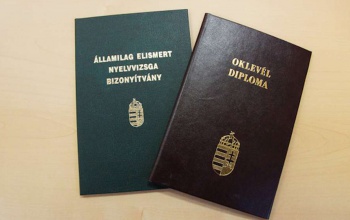 ÁLLAMILAG ELISMERT
NYELVVIZSGA
BIZONYÍTVÁNY
OKLEVÉL
DIPLOMA